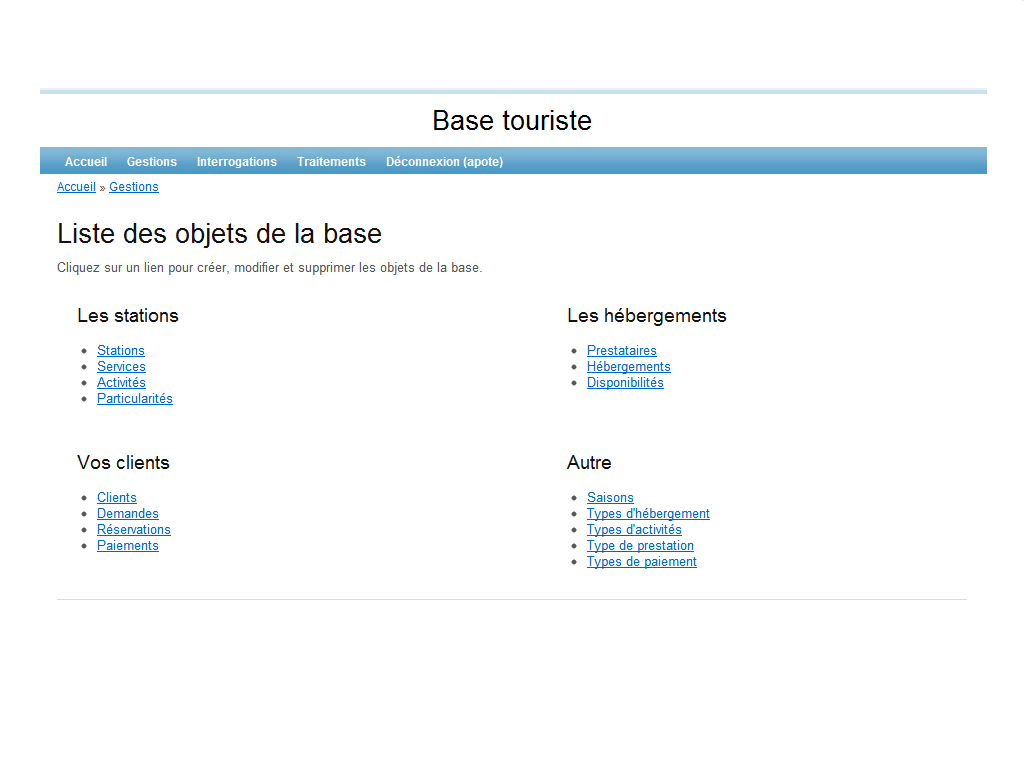 Base touriste
Accueil Gestions Interrogations Traitements Déconnexion (apote)
Accueil » Gestions
Liste des objets de la base
Cliquez sur un lien pour créer, modifier et supprimer les objets de la base.
Les stations
Stations
Services
Activités
Particularités
Les hébergements
Prestataires
Hébergements
Disponibilités
Vos clients
Clients
Demandes
Réservations
Paiements
Autre
Saisons
Types d'hébergement
Types d'activités
Type de prestation
Types de paiement